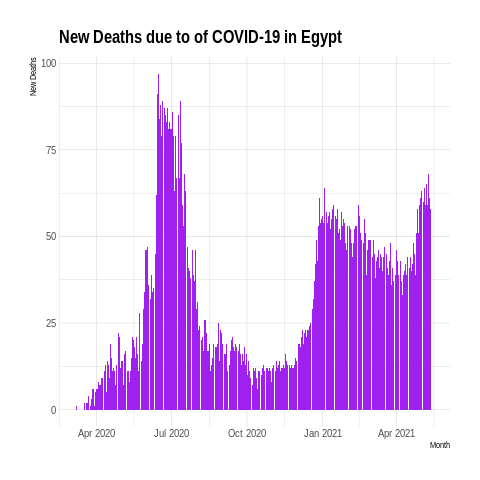 New Deaths due to of COVID-19 in Egypt
New Deaths
100
75
50
25
0
Apr 2020 Jul 2020 Oct 2020 Jan 2021 Apr 2021
Month